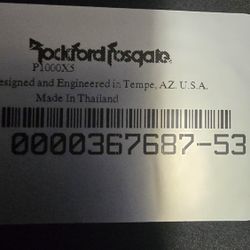 Rockford Fosgate
P1000X5
esigned and Engineered in Tempe, AZ. U.S.A.
Made In Thailand
0000367687-53